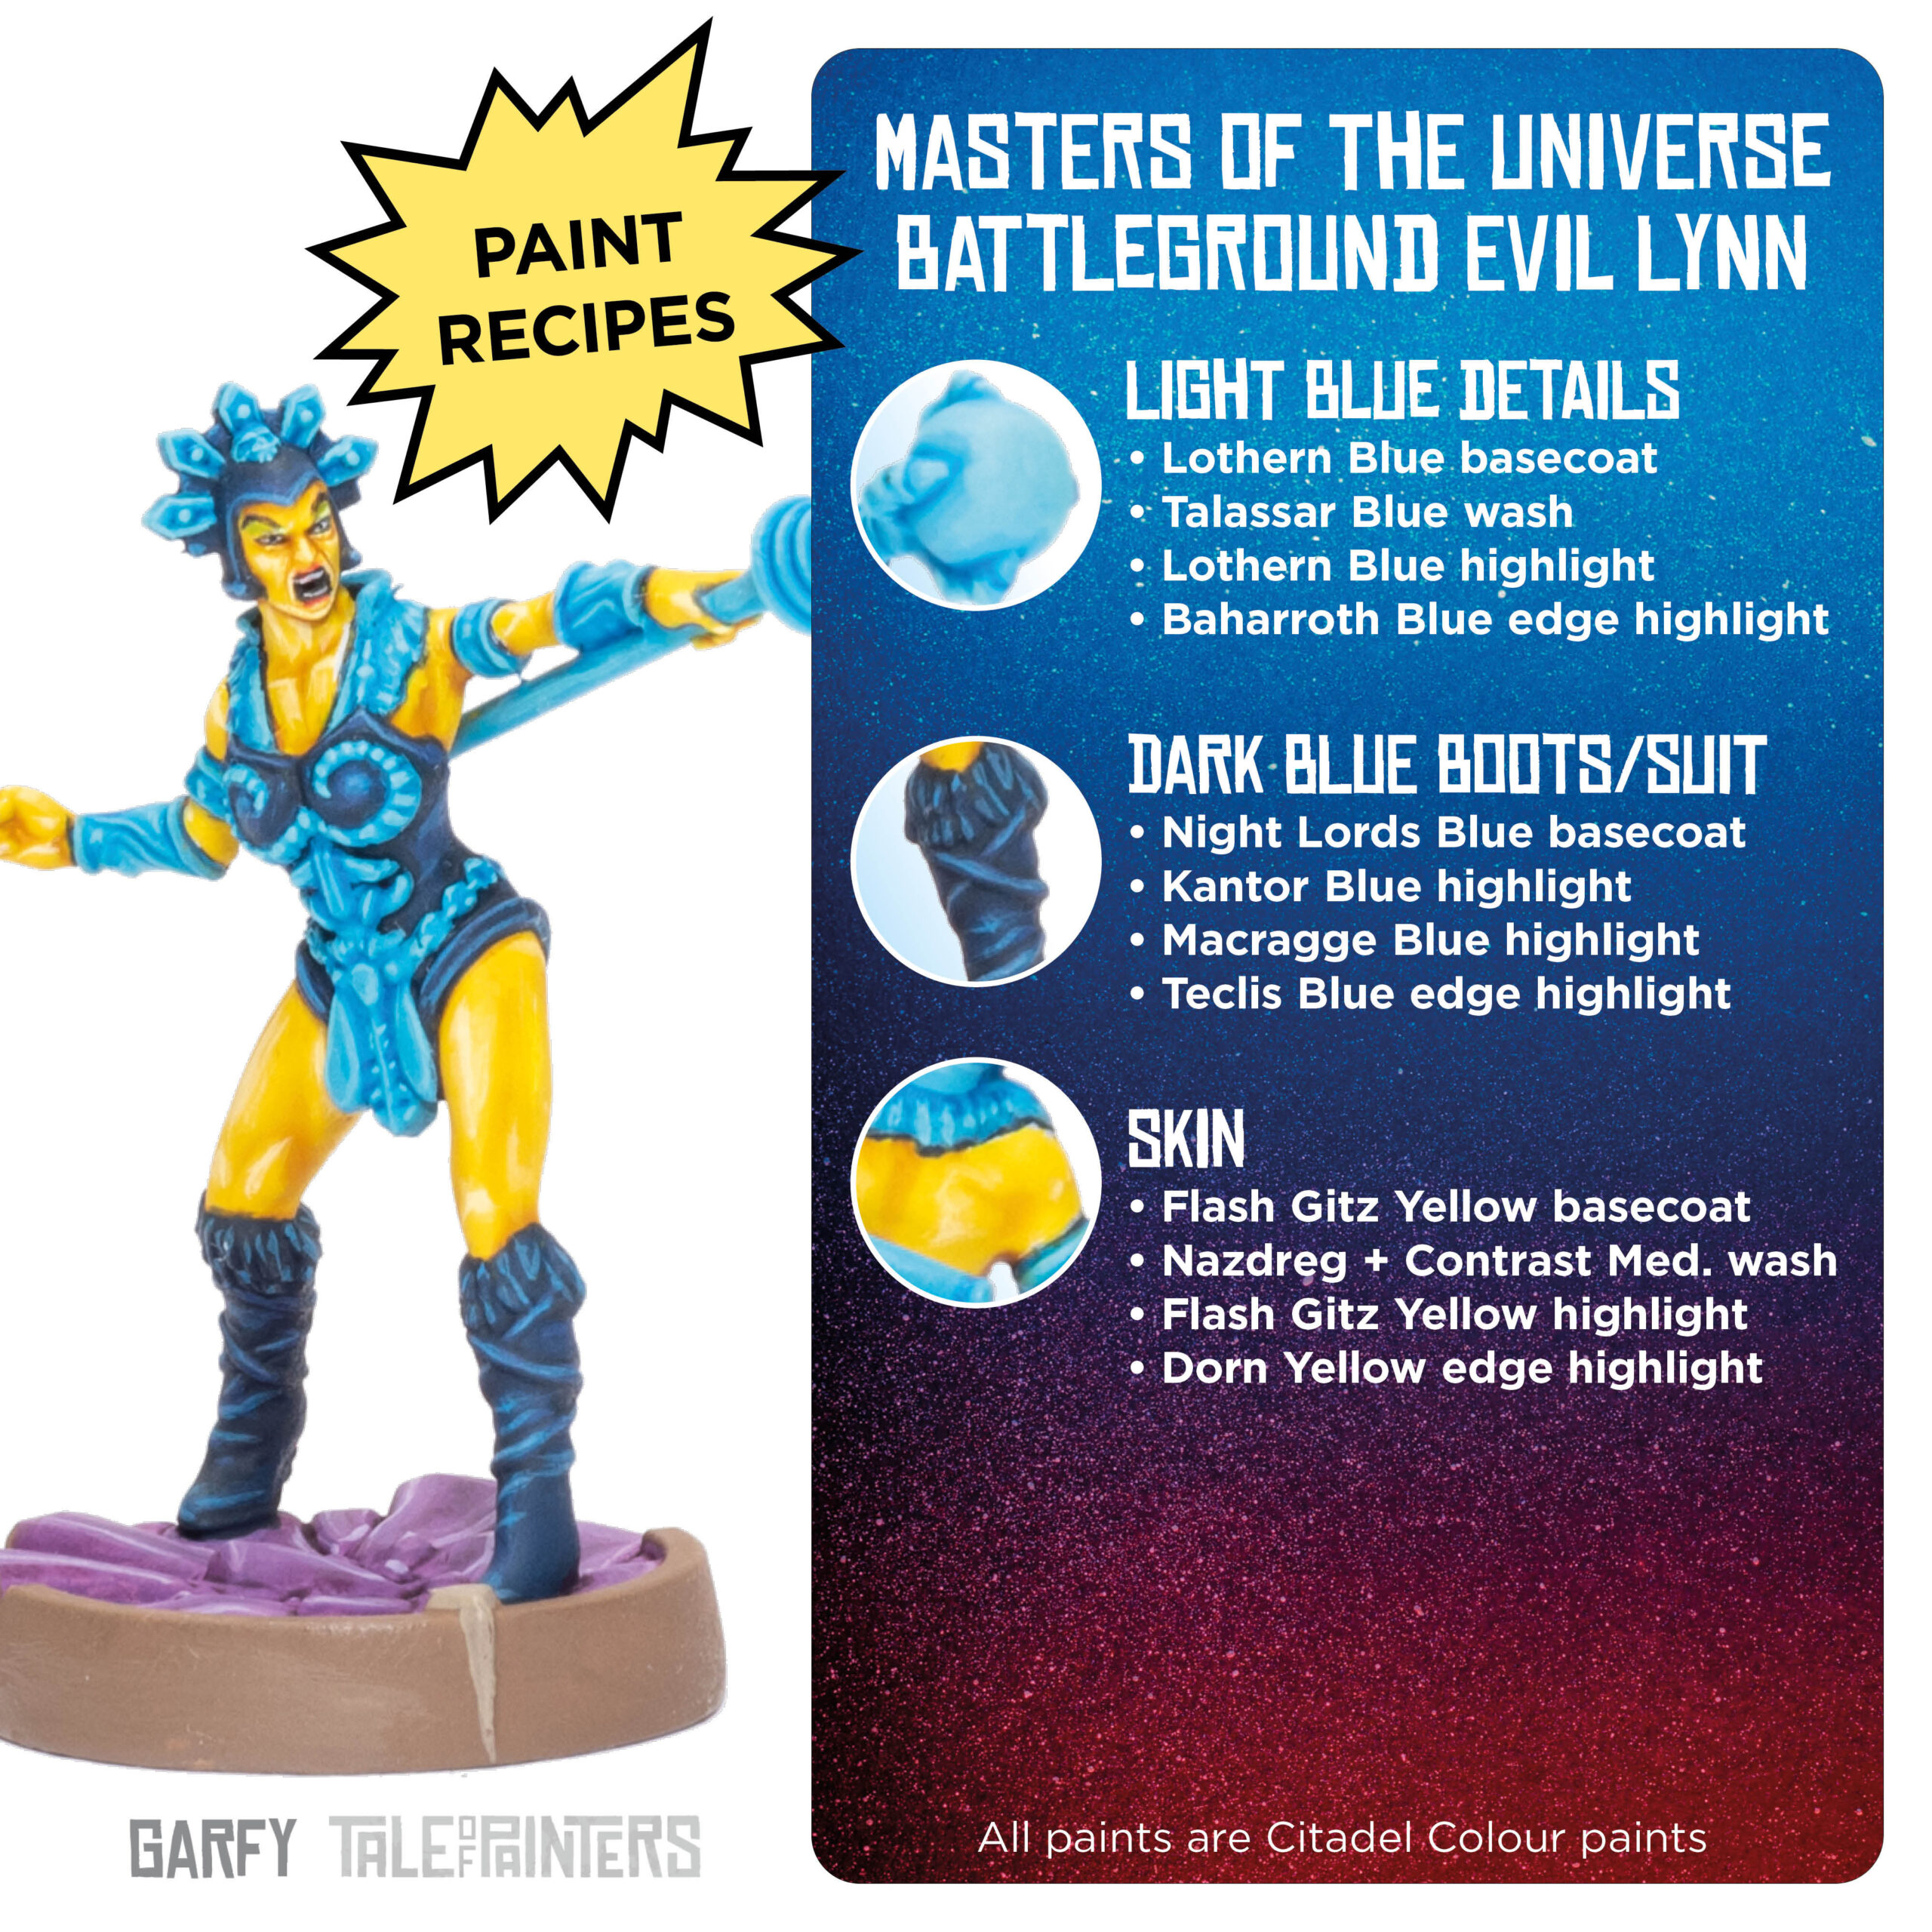 PAINT
RECIPES
MASTERS OF THE UNIVERSE
BATTLEGROUND EVIL LYNN
LIGHT BLUE DETAILS
• Lothern Blue basecoat
• Talassar Blue wash
• Lothern Blue highlight
• Baharroth Blue edge highlight
DARK BLUE BOOTS/SUIT
• Night Lords Blue basecoat
• Kantor Blue highlight
• Macragge Blue highlight
• Teclis Blue edge highlight
SKIN
• Flash Gitz Yellow basecoat
• Nazdreg + Contrast Med. wash
• Flash Gitz Yellow highlight
• Dorn Yellow edge highlight
All paints are Citadel Colour paints
GARFY TALE OF PAINTERS